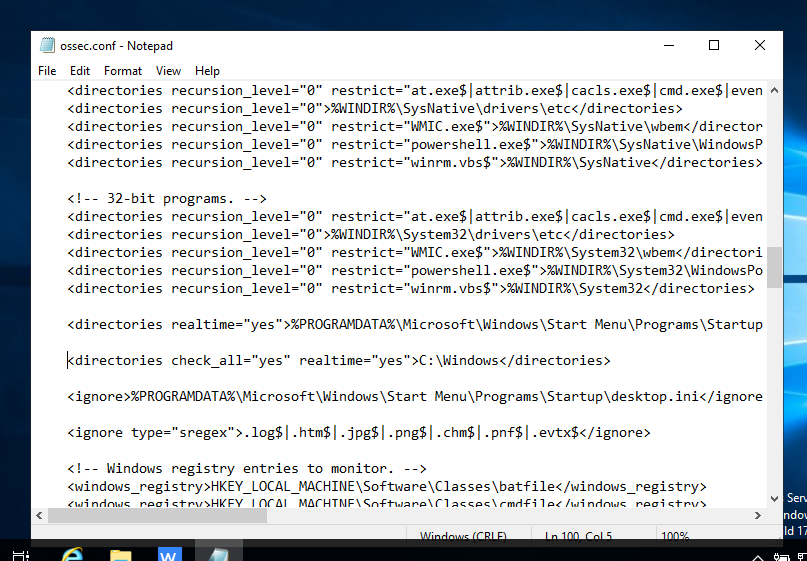 ossec.conf - Notepad
File Edit Format View Help
<directories recursion_level="0" restrict="at.exe$|attrib.exe$|cacls.exe$|cmd.exe$|even
<directories recursion_level="0">%WINDIR%\SysNative\drivers\etc</directories>
<directories recursion_level="0" restrict="WMIC.exe$">%WINDIR%\SysNative\wbem</director
<directories recursion_level="0" restrict="powershell.exe$">%WINDIR%\SysNative\WindowsP
<directories recursion_level="0" restrict="winrm.vbs$">%WINDIR%\SysNative</directories>
<!-- 32-bit programs. -->
<directories recursion_level="0" restrict="at.exe$|attrib.exe$|cacls.exe$|cmd.exe$|even
<directories recursion_level="0">%WINDIR%\System32\drivers\etc</directories>
<directories recursion_level="0" restrict="WMIC.exe$">%WINDIR%\System32\wbem</directori
<directories recursion_level="0" restrict="powershell.exe$">%WINDIR%\System32\WindowsPo
<directories recursion_level="0" restrict="winrm.vbs$">%WINDIR%\System32</directories>
<directories realtime="yes">%PROGRAMDATA%\Microsoft\Windows\Start Menu\Programs\Startup
<directories check_all="yes" realtime="yes">C:\Windows</directories>
<ignore>%PROGRAMDATA%\Microsoft\Windows\Start Menu\Programs\Startup\desktop.ini</ignore
<ignore type="sregex">.log$|.htm$|.jpg$|.png$|.chm$|.pnf$|.evtx$</ignore>
<!-- Windows registry entries to monitor. -->
<windows_registry>HKEY_LOCAL_MACHINE\Software\Classes\batfile</windows_registry>
<windows_registry>HKEY_LOCAL_MACHINE\Software\Classes\cmdfile</windows_registry>
Serv
ndow
ld 17
Windows (CRLF) Ln 100, Col 5 100%
W